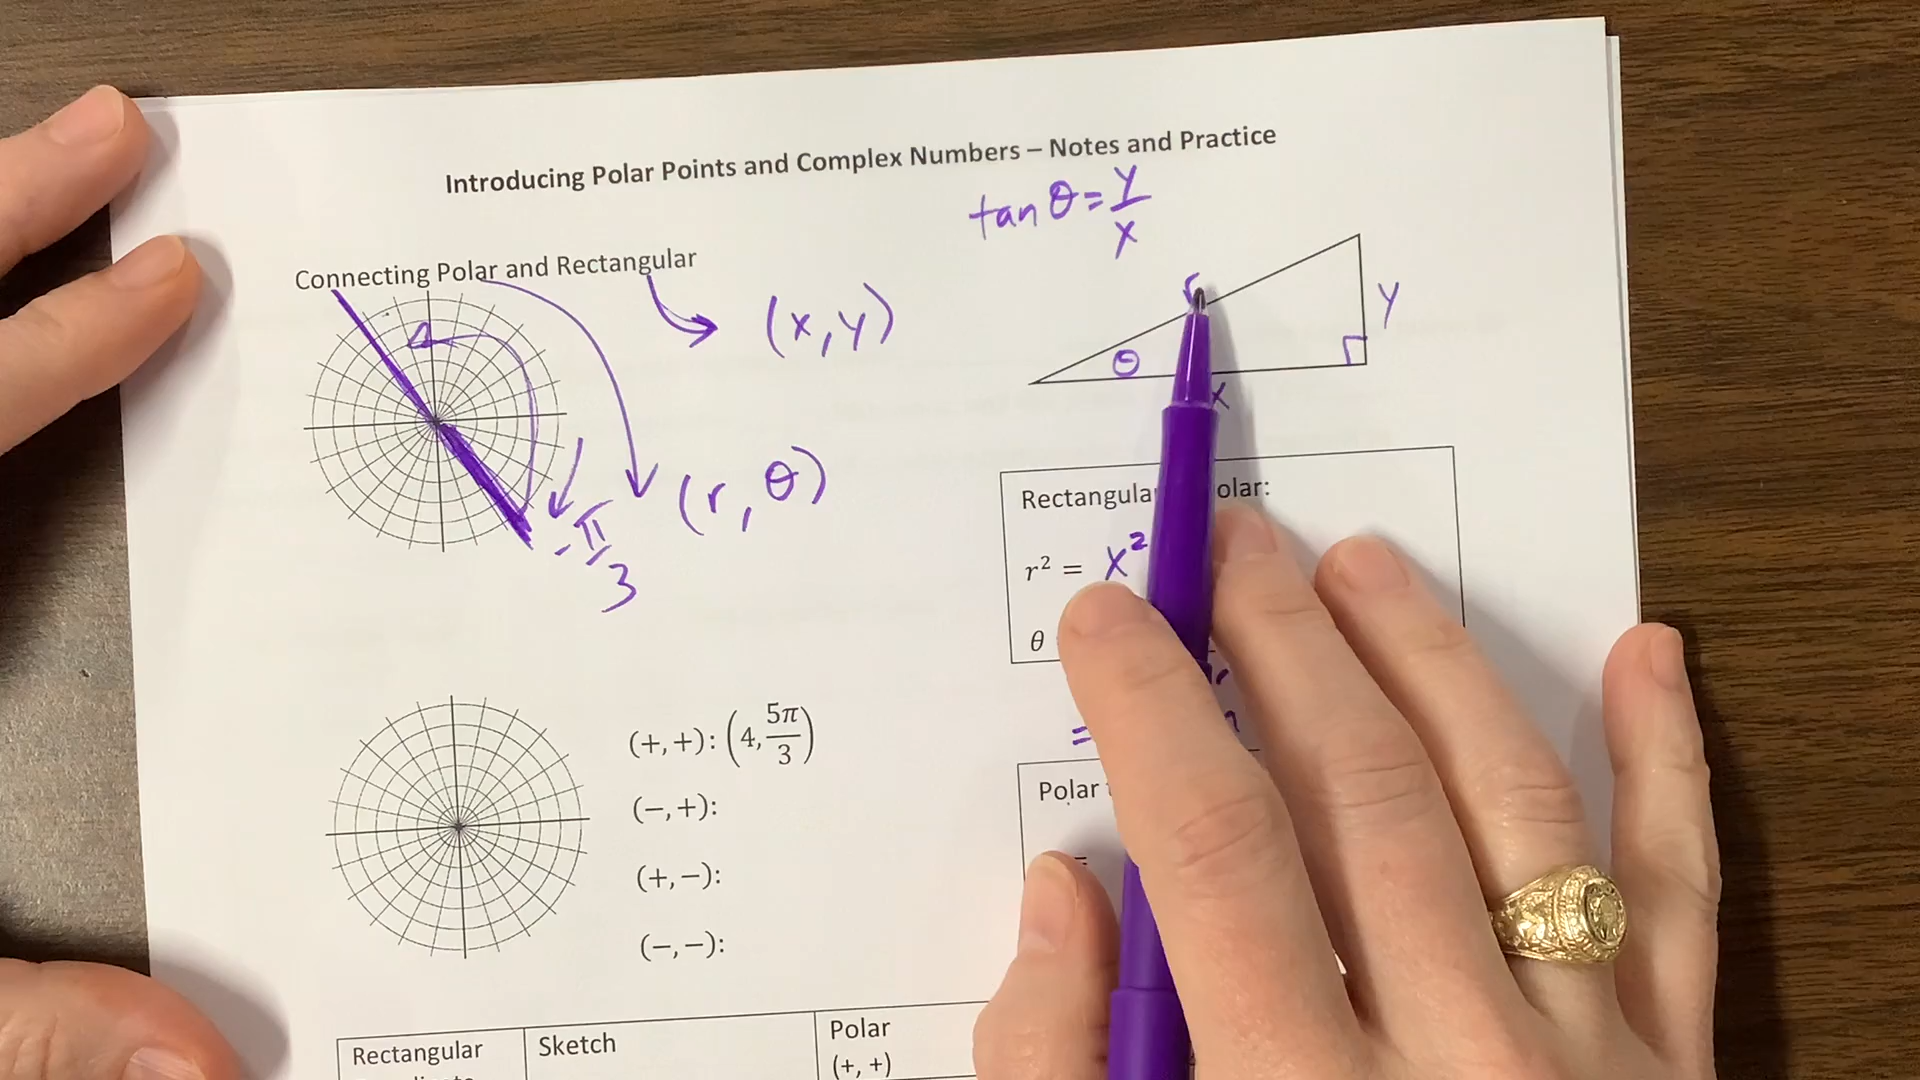 Introducing Polar Points and Complex Numbers – Notes and Practice
tan θ = y/x
Connecting Polar and Rectangular
(x, y)
r
y
θ
x
(r, θ)
-π/3
Rectangular olar:
r² = x²
θ
=
(+,+): (4, 5π/3)
(−,+):
(+,−):
(−,−):
Polar
=
Rectangular
Sketch
Polar
(+, +)